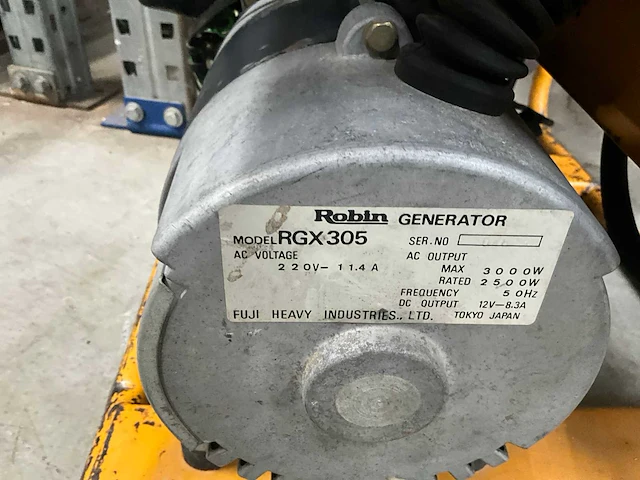 Robin GENERATOR
MODEL RGX305 SER.NO
AC VOLTAGE AC OUTPUT
220V-11.4A MAX 3000W
RATED 2500W
FREQUENCY 50Hz
DC OUTPUT 12V-8.3A
FUJI HEAVY INDUSTRIES., LTD. TOKYO JAPAN